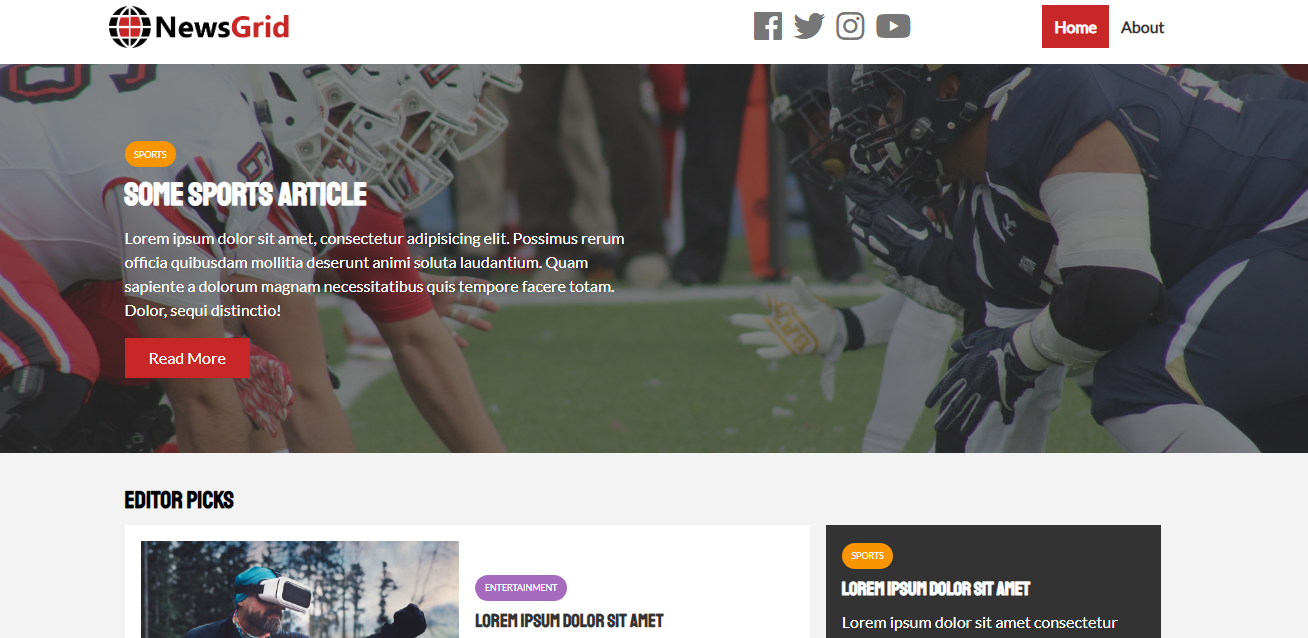 NewsGrid
Home
About
SPORTS
SOME SPORTS ARTICLE
Lorem ipsum dolor sit amet, consectetur adipisicing elit. Possimus rerum
officia quibusdam mollitia deserunt animi soluta laudantium. Quam
sapiente a dolorum magnam necessitatibus quis tempore facere totam.
Dolor, sequi distinctio!
Read More
EDITOR PICKS
ENTERTAINMENT
LOREM IPSUM DOLOR SIT AMET
SPORTS
LOREM IPSUM DOLOR SIT AMET
Lorem ipsum dolor sit amet consectetur